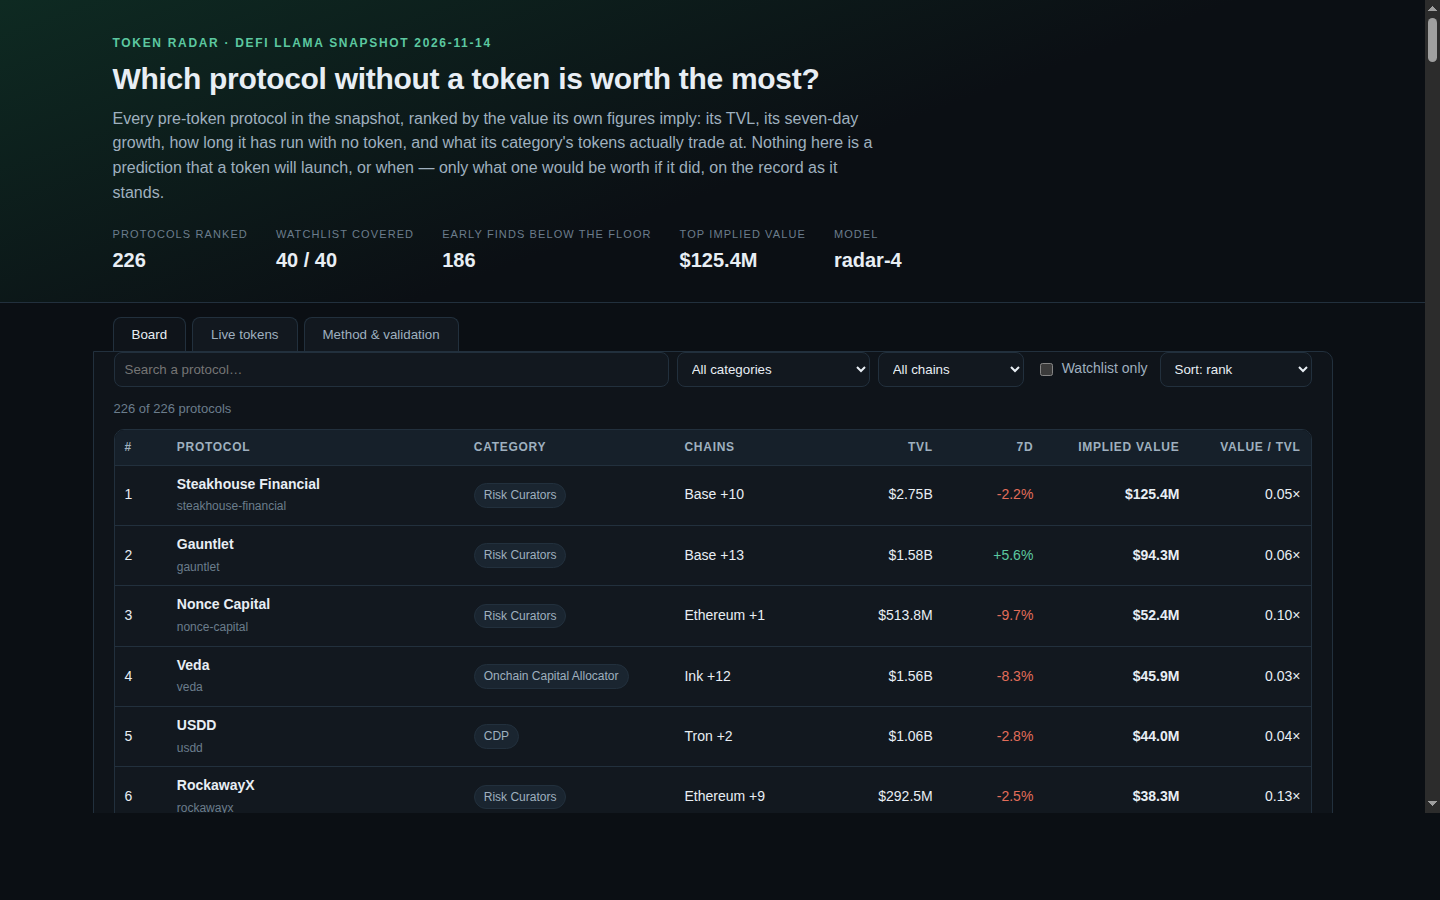 TOKEN RADAR · DEFI LLAMA SNAPSHOT 2026-11-14
Which protocol without a token is worth the most?
Every pre-token protocol in the snapshot, ranked by the value its own figures imply: its TVL, its seven-day
growth, how long it has run with no token, and what its category's tokens actually trade at. Nothing here is a
prediction that a token will launch, or when — only what one would be worth if it did, on the record as it
stands.
PROTOCOLS RANKED WATCHLIST COVERED EARLY FINDS BELOW THE FLOOR TOP IMPLIED VALUE MODEL
226 40 / 40 186 $125.4M radar-4
Board Live tokens Method & validation
Search a protocol… All categories All chains Watchlist only Sort: rank
226 of 226 protocols
# PROTOCOL CATEGORY CHAINS TVL 7D IMPLIED VALUE VALUE / TVL
1 Steakhouse Financial Risk Curators Base +10 $2.75B -2.2% $125.4M 0.05×
steakhouse-financial
2 Gauntlet Risk Curators Base +13 $1.58B +5.6% $94.3M 0.06×
gauntlet
3 Nonce Capital Risk Curators Ethereum +1 $513.8M -9.7% $52.4M 0.10×
nonce-capital
4 Veda Onchain Capital Allocator Ink +12 $1.56B -8.3% $45.9M 0.03×
veda
5 USDD CDP Tron +2 $1.06B -2.8% $44.0M 0.04×
usdd
6 RockawayX Risk Curators Ethereum +9 $292.5M -2.5% $38.3M 0.13×
rockawayx